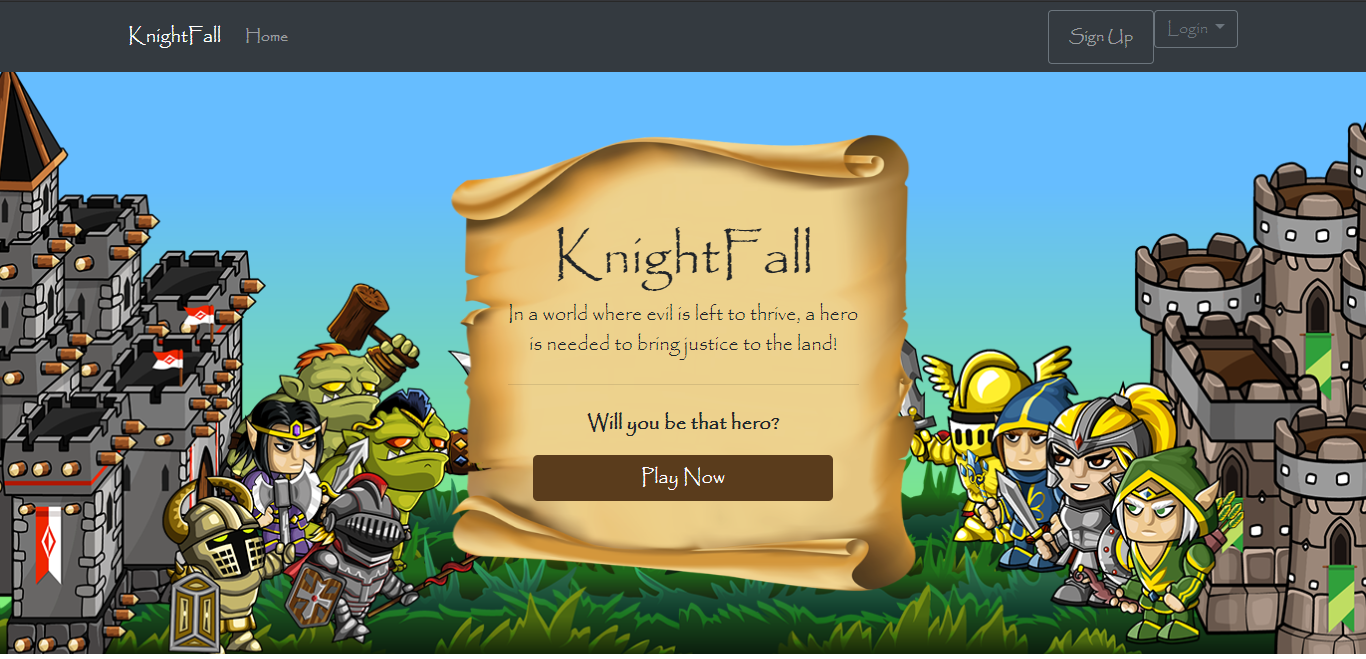 KnightFall Home Sign Up Login
KnightFall
In a world where evil is left to thrive, a hero
is needed to bring justice to the land!
Will you be that hero?
Play Now